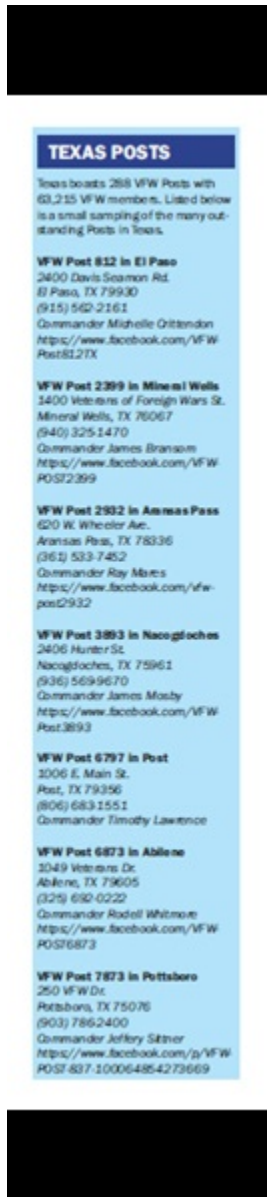 TEXAS POSTS
Texas boasts 288 VFW Posts with
63,215 VFW members. Listed below
is a small sampling of the many out-
standing Posts in Texas.
VFW Post 812 in El Paso
2400 Davis Seamon Rd.
El Paso, TX 79930
(915) 562-2161
Commander Michelle Crittendon
https://www.facebook.com/VFW-
Post812TX
VFW Post 2399 in Mineral Wells
1400 Veterans of Foreign Wars St.
Mineral Wells, TX 76067
(940) 325-1470
Commander James Bransom
https://www.facebook.com/VFW-
POST2399
VFW Post 2932 in Aransas Pass
620 W. Wheeler Ave.
Aransas Pass, TX 78336
(361) 533-7452
Commander Ray Mares
https://www.facebook.com/vfw-
post2932
VFW Post 3893 in Nacogdoches
2406 Hunter St.
Nacogdoches, TX 75961
(936) 569-9670
Commander James Mosby
https://www.facebook.com/VFW-
Post3893
VFW Post 6797 in Post
1006 E. Main St.
Post, TX 79356
(806) 683-1551
Commander Timothy Lawrence
VFW Post 6873 in Abilene
1049 Veterans Dr.
Abilene, TX 79605
(325) 692-0222
Commander Rodell Whitmore
https://www.facebook.com/VFW-
POST6873
VFW Post 7873 in Pottsboro
250 VFW Dr.
Pottsboro, TX 75076
(903) 786-2400
Commander Jeffery Sittner
https://www.facebook.com/p/VFW-
POST-837-100064854273669